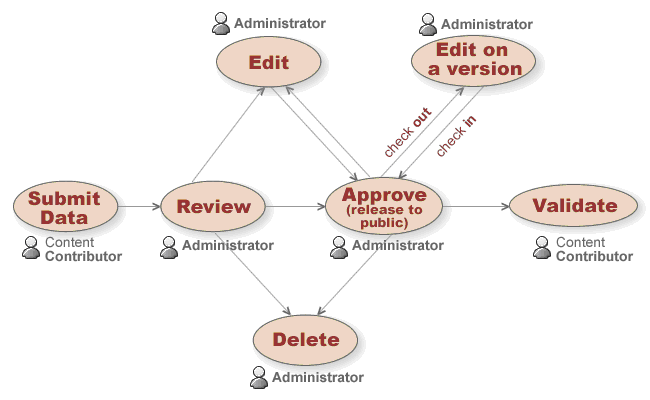 Administrator
Edit
Administrator
Edit on
a version
check out
check in
Submit
Data
Content
Contributor
Review
Administrator
Approve
(release to
public)
Administrator
Validate
Content
Contributor
Delete
Administrator